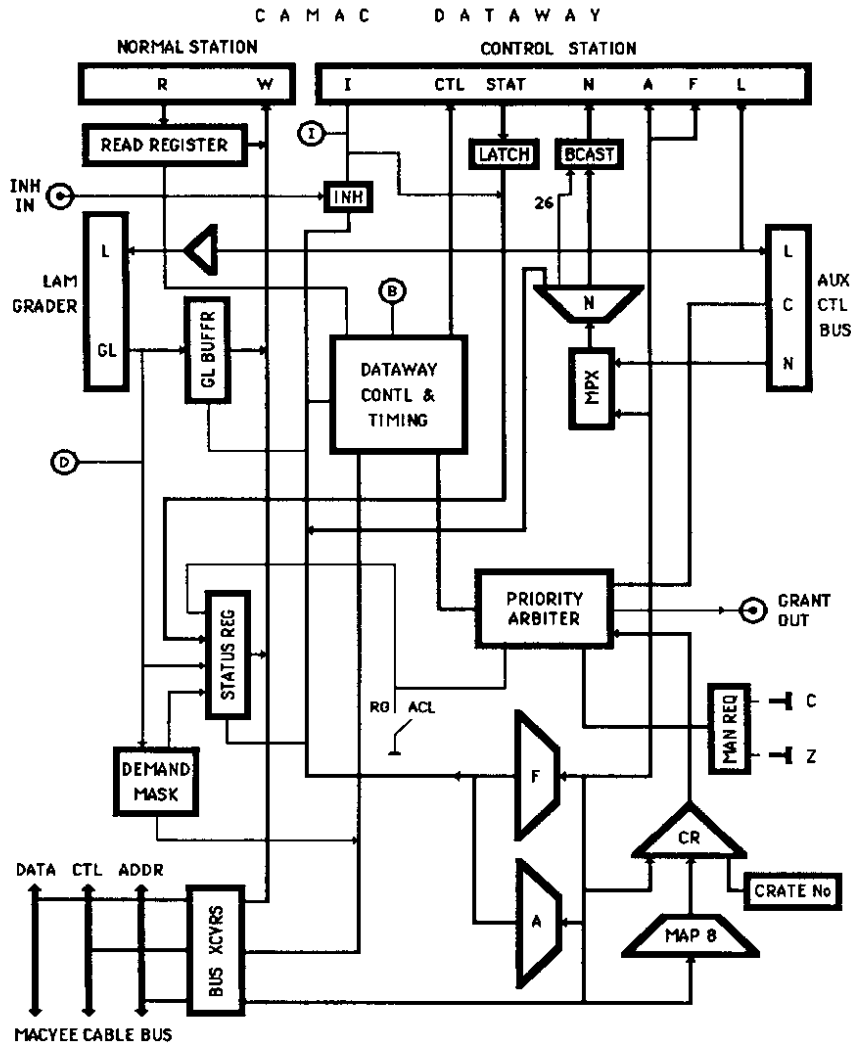 CAMAC DATAWAY
NORMAL STATION
CONTROL STATION
R W
I CTL STAT N A F L
READ REGISTER
I
LATCH
BCAST
INH IN
INH
26
L
LAM GRADER
GL
GL BUFFR
B
N
L
C
N
AUX CTL BUS
DATAWAY CONTL & TIMING
MPX
D
PRIORITY ARBITER
GRANT OUT
STATUS REG
RQ ACL
MAN REQ
C
Z
DEMAND MASK
F
CR
CRATE No
DATA CTL ADDR
BUS XCVRS
A
MAP 8
MACYEE CABLE BUS